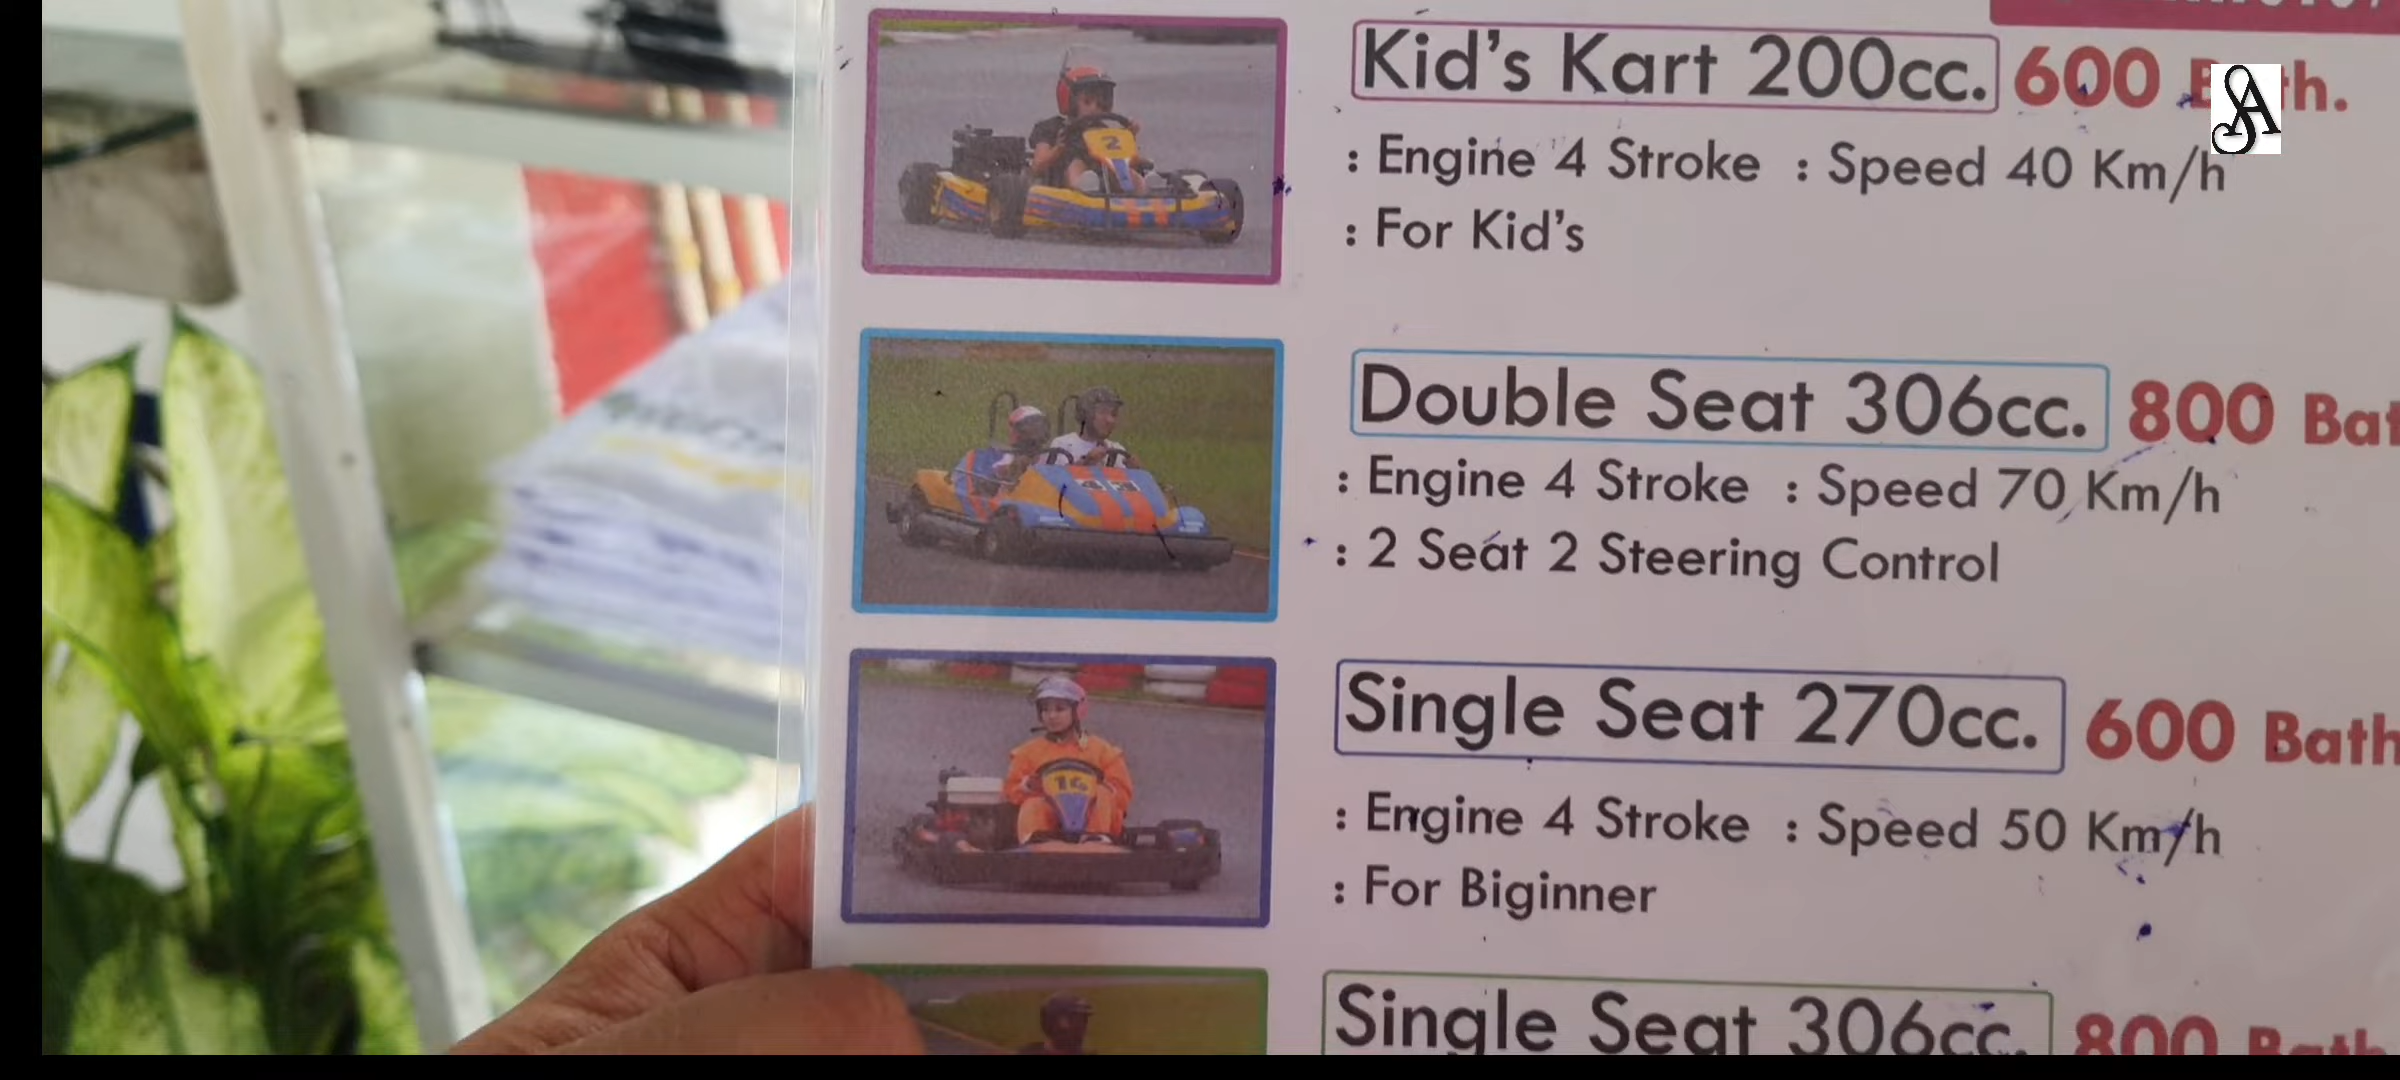 Kid's Kart 200cc. 600
: Engine 4 Stroke : Speed 40 Km/h
: For Kid's
Double Seat 306cc. 800
: Engine 4 Stroke : Speed 70 Km/h
: 2 Seat 2 Steering Control
Single Seat 270cc. 600 Bath
: Engine 4 Stroke : Speed 50 Km/h
: For Biginner
Single Seat 306cc. 800 Bath